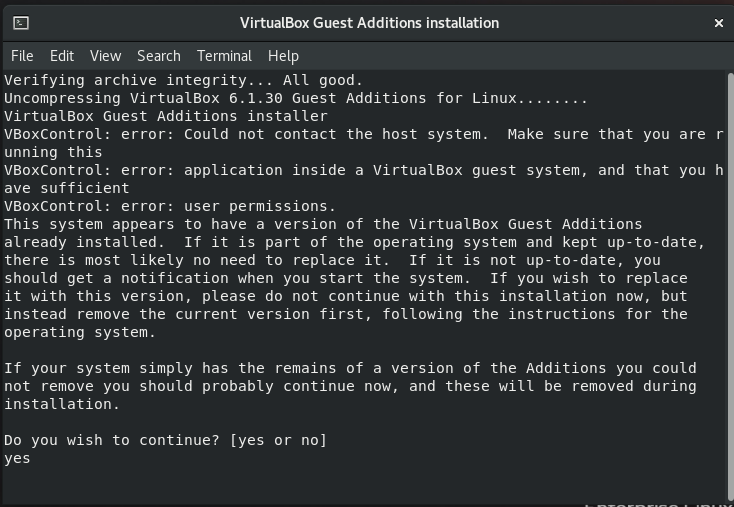 VirtualBox Guest Additions installation
File Edit View Search Terminal Help
Verifying archive integrity... All good.
Uncompressing VirtualBox 6.1.30 Guest Additions for Linux........
VirtualBox Guest Additions installer
VBoxControl: error: Could not contact the host system.  Make sure that you are r
unning this
VBoxControl: error: application inside a VirtualBox guest system, and that you h
ave sufficient
VBoxControl: error: user permissions.
This system appears to have a version of the VirtualBox Guest Additions
already installed.  If it is part of the operating system and kept up-to-date,
there is most likely no need to replace it.  If it is not up-to-date, you
should get a notification when you start the system.  If you wish to replace
it with this version, please do not continue with this installation now, but
instead remove the current version first, following the instructions for the
operating system.

If your system simply has the remains of a version of the Additions you could
not remove you should probably continue now, and these will be removed during
installation.

Do you wish to continue? [yes or no]
yes
Enterprise Linux